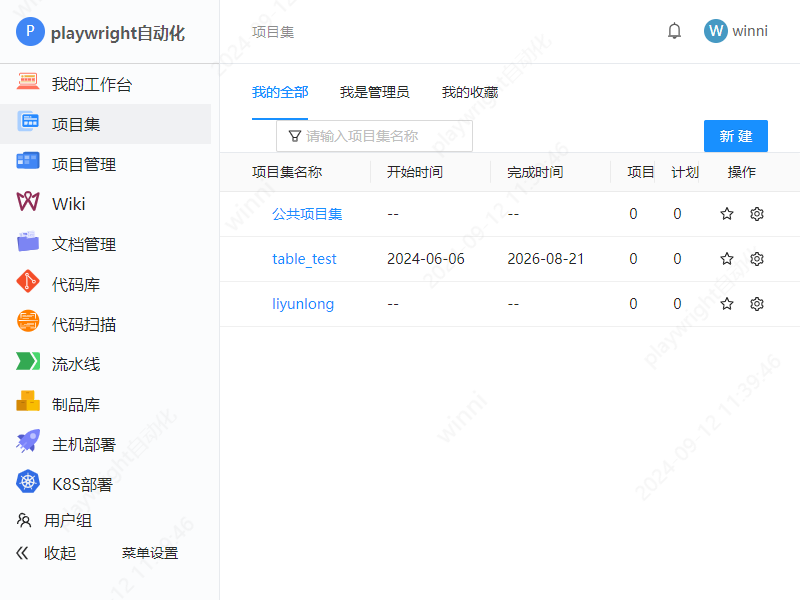 P playwright自动化
项目集
W winni
我的工作台
项目集
项目管理
Wiki
文档管理
代码库
代码扫描
流水线
制品库
主机部署
K8S部署
用户组
收起 菜单设置
我的全部 我是管理员 我的收藏
请输入项目集名称 新 建
项目集名称 开始时间 完成时间 项目 计划 操作
公共项目集 -- -- 0 0
table_test 2024-06-06 2026-08-21 0 0
liyunlong -- -- 0 0
winni
2024-09-12 11:39:46
playwright自动化